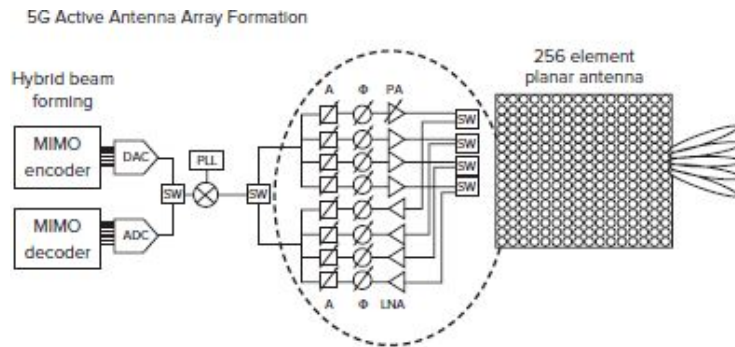 5G Active Antenna Array Formation
Hybrid beam
forming
256 element
planar antenna
A Φ PA
MIMO
encoder
DAC
PLL
SW
SW
SW
SW
SW
SW
MIMO
decoder
ADC
A Φ LNA